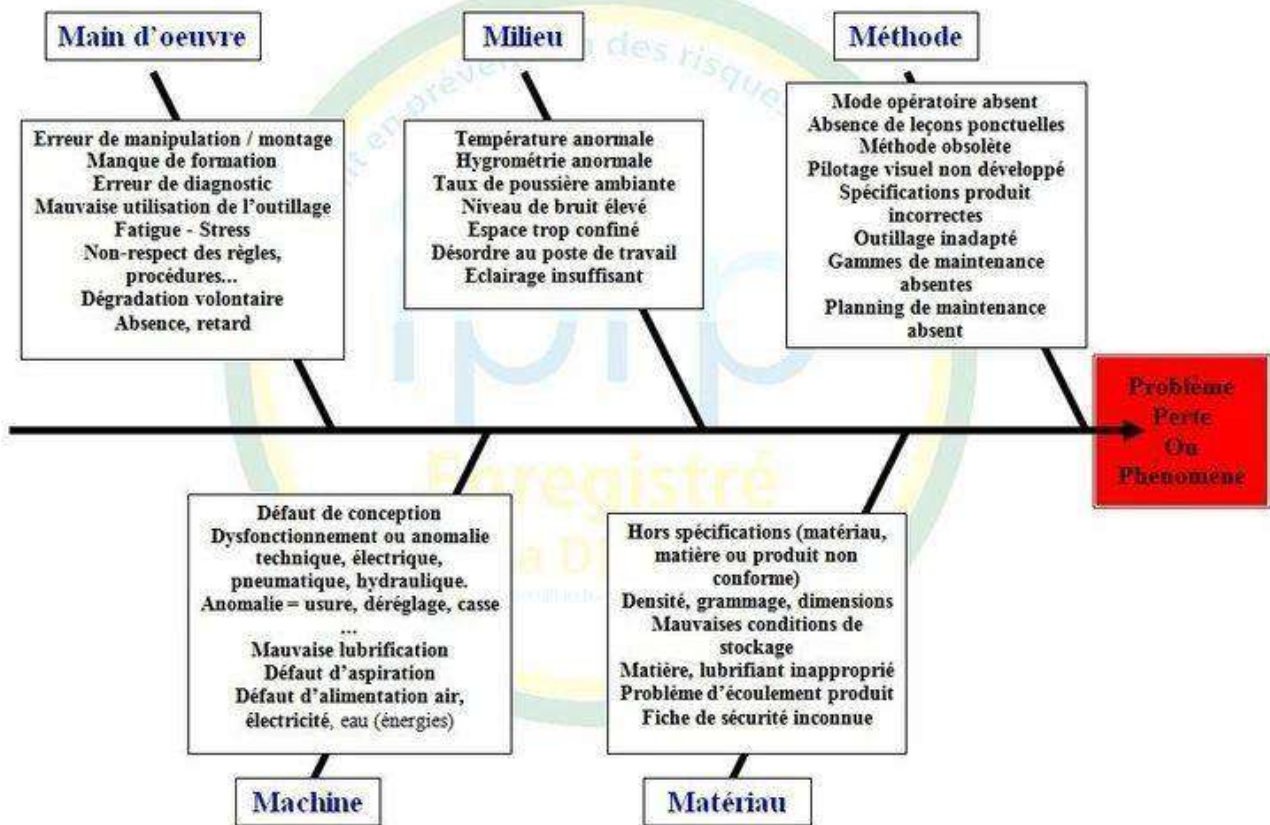 Main d'oeuvre
Erreur de manipulation / montage
Manque de formation
Erreur de diagnostic
Mauvaise utilisation de l'outillage
Fatigue - Stress
Non-respect des règles,
procédures...
Dégradation volontaire
Absence, retard
Milieu
Température anormale
Hygrométrie anormale
Taux de poussière ambiante
Niveau de bruit élevé
Espace trop confiné
Désordre au poste de travail
Eclairage insuffisant
Méthode
Mode opératoire absent
Absence de leçons ponctuelles
Méthode obsolète
Pilotage visuel non développé
Spécifications produit
incorrectes
Outillage inadapté
Gammes de maintenance
absentes
Planning de maintenance
absent
Problème
Perte
Ou
Phénomène
Défaut de conception
Dysfonctionnement ou anomalie
technique, électrique,
pneumatique, hydraulique.
Anomalie = usure, déréglage, casse
...
Mauvaise lubrification
Défaut d'aspiration
Défaut d'alimentation air,
électricité, eau (énergies)
Machine
Hors spécifications (matériau,
matière ou produit non
conforme)
Densité, grammage, dimensions
Mauvaises conditions de
stockage
Matière, lubrifiant inapproprié
Problème d'écoulement produit
Fiche de sécurité inconnue
Matériau
en prévention des risques
iprp
Enregistré